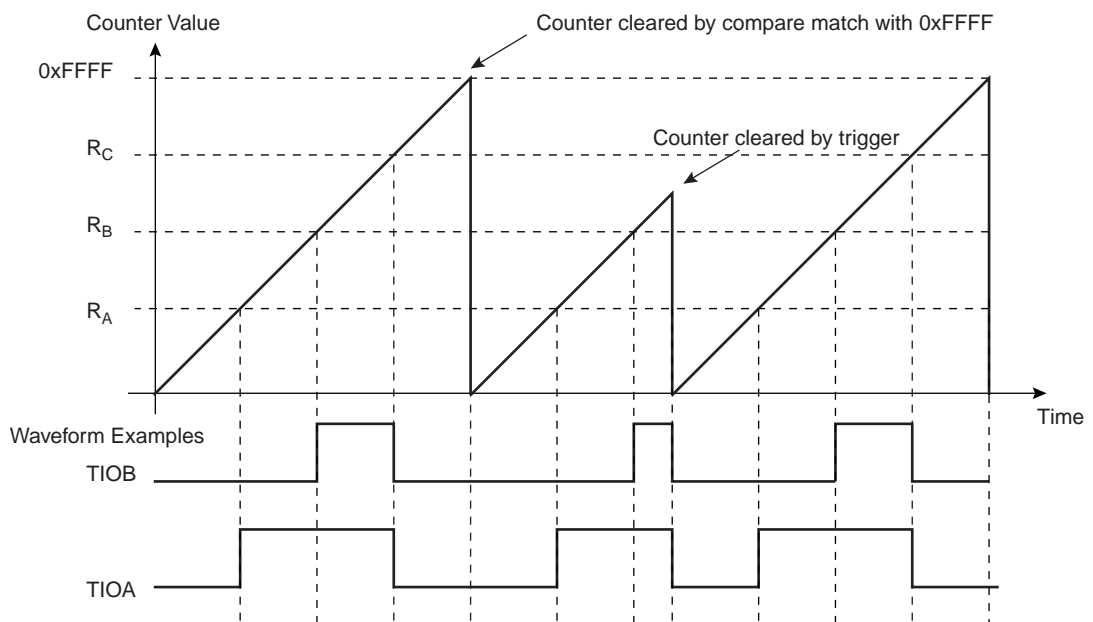 Counter Value
Counter cleared by compare match with 0xFFFF
0xFFFF
RC
Counter cleared by trigger
RB
RA
Time
Waveform Examples
TIOB
TIOA